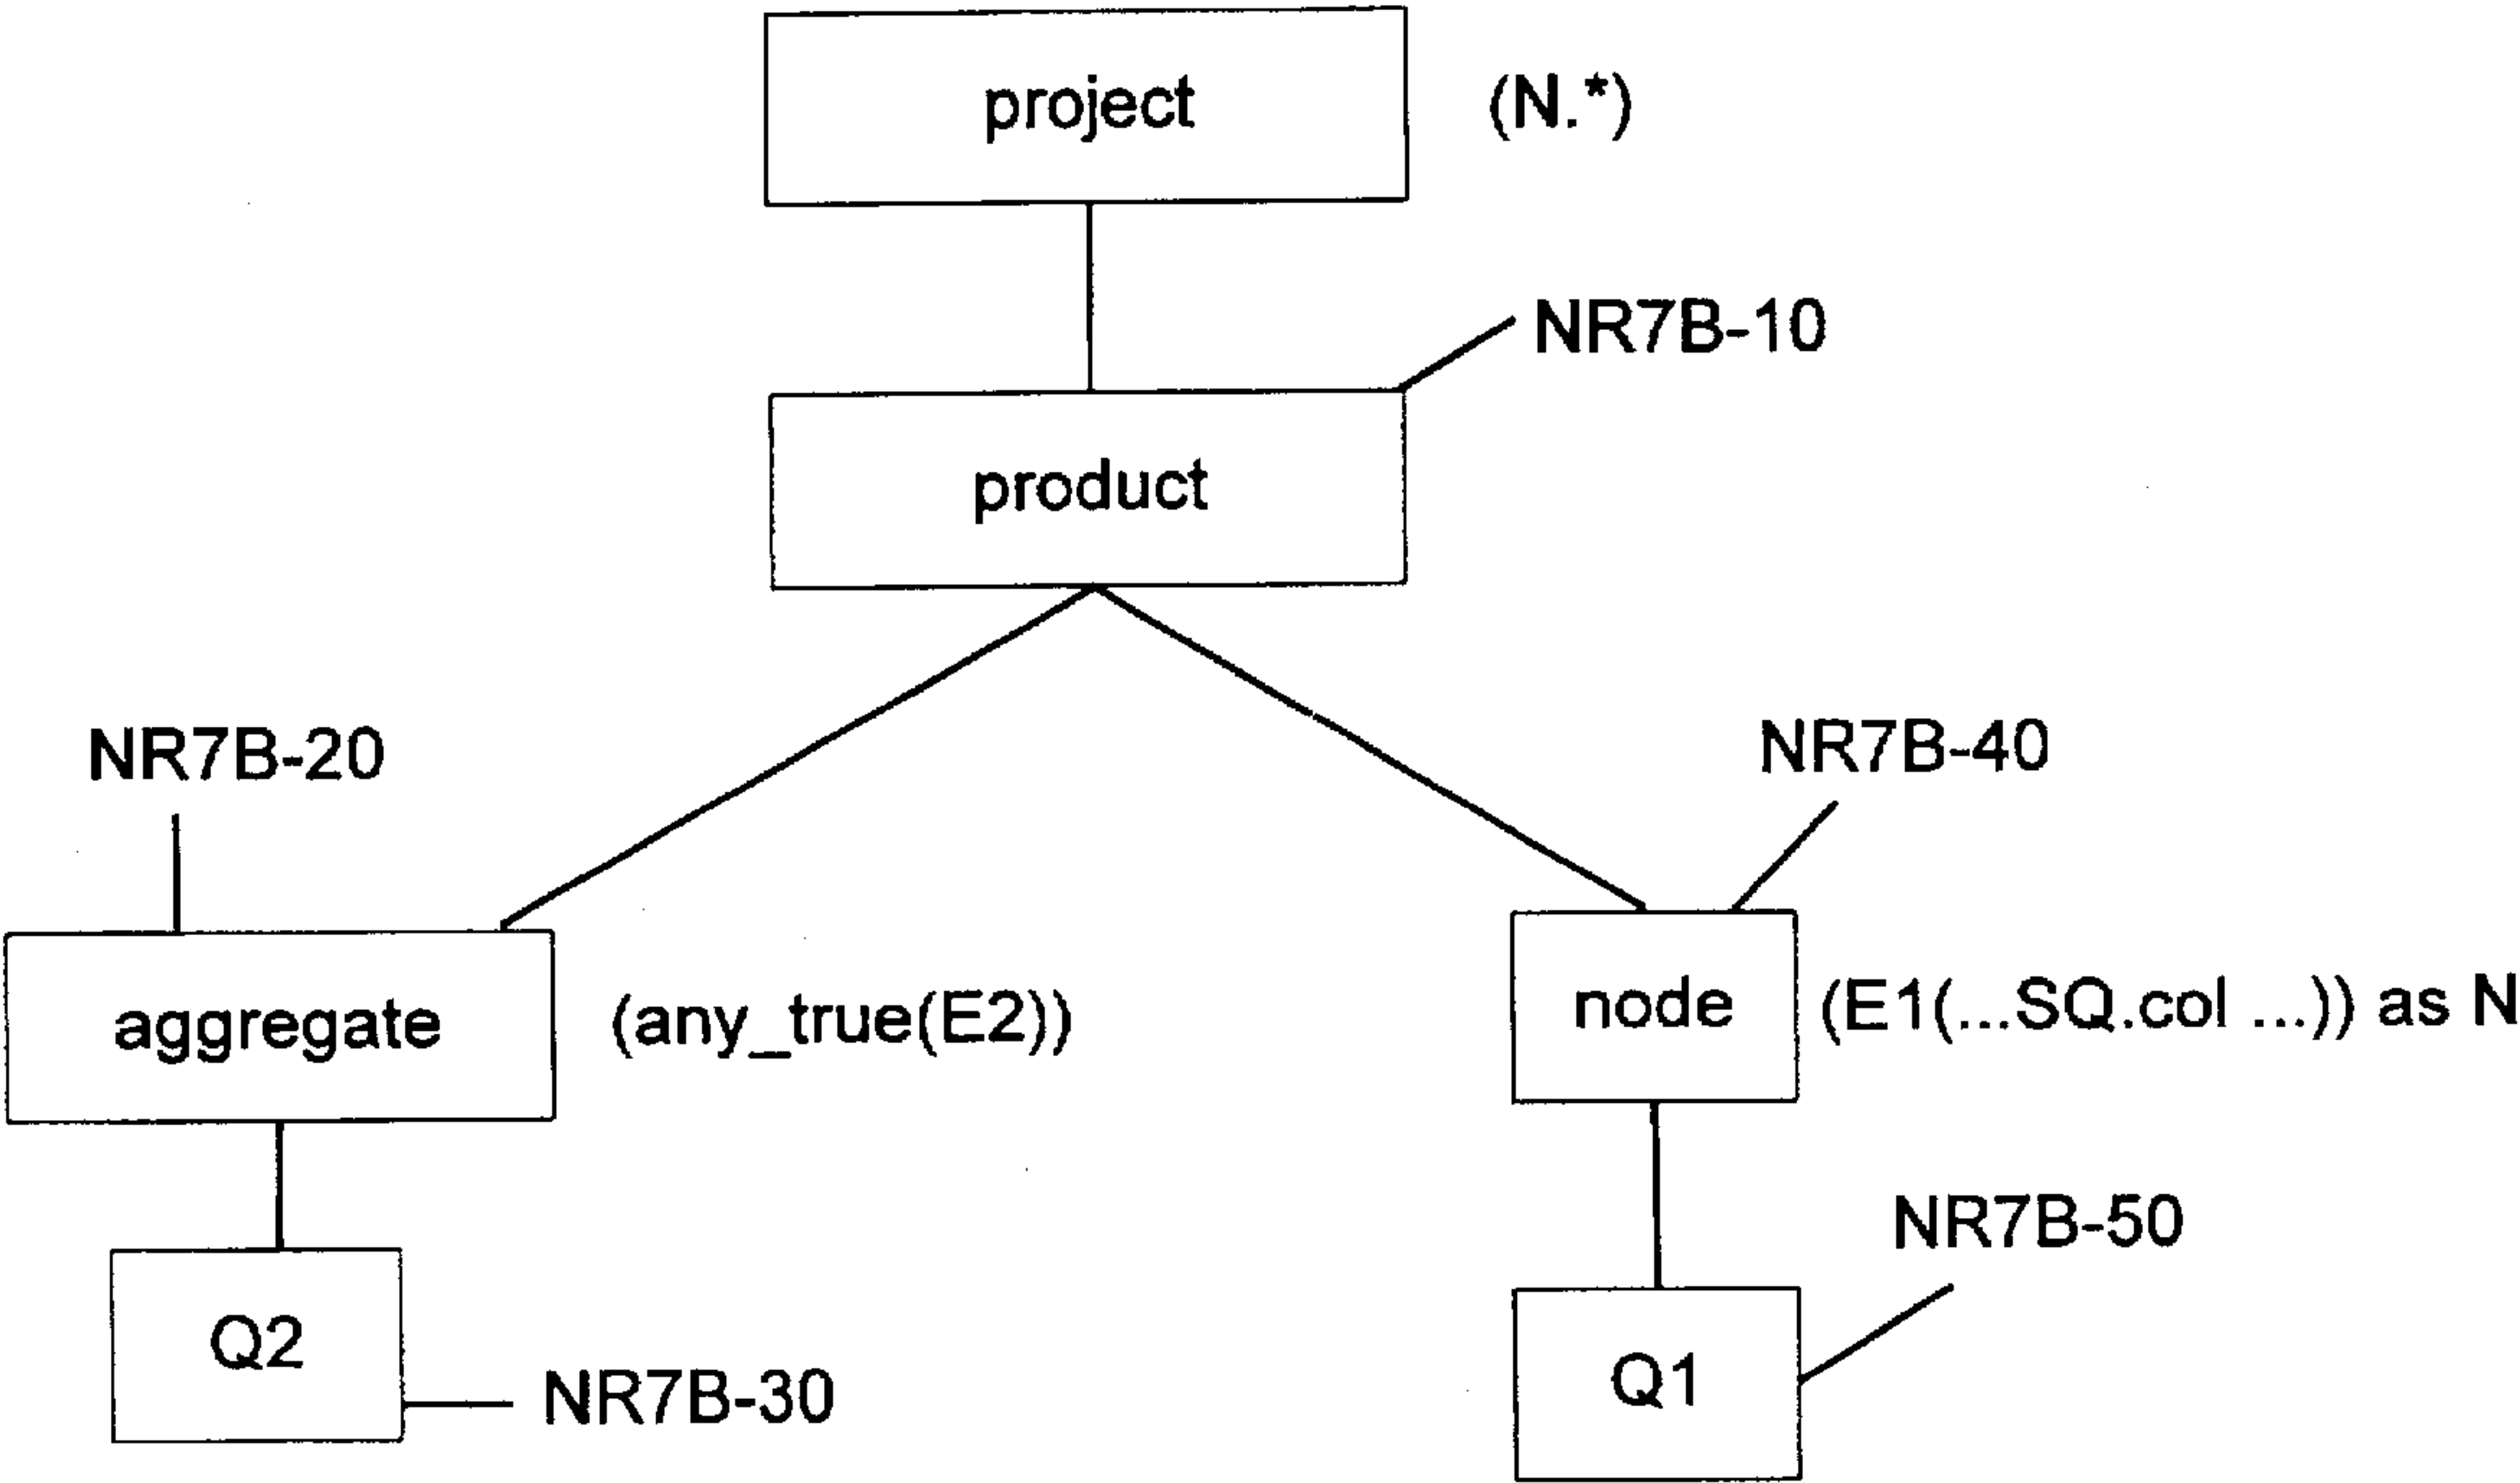 project (N.*)
NR7B-10
product
NR7B-20
NR7B-40
aggregate (any_true(E2))
node (E1(...SQ.col ...)) as N
NR7B-50
Q2
NR7B-30
Q1